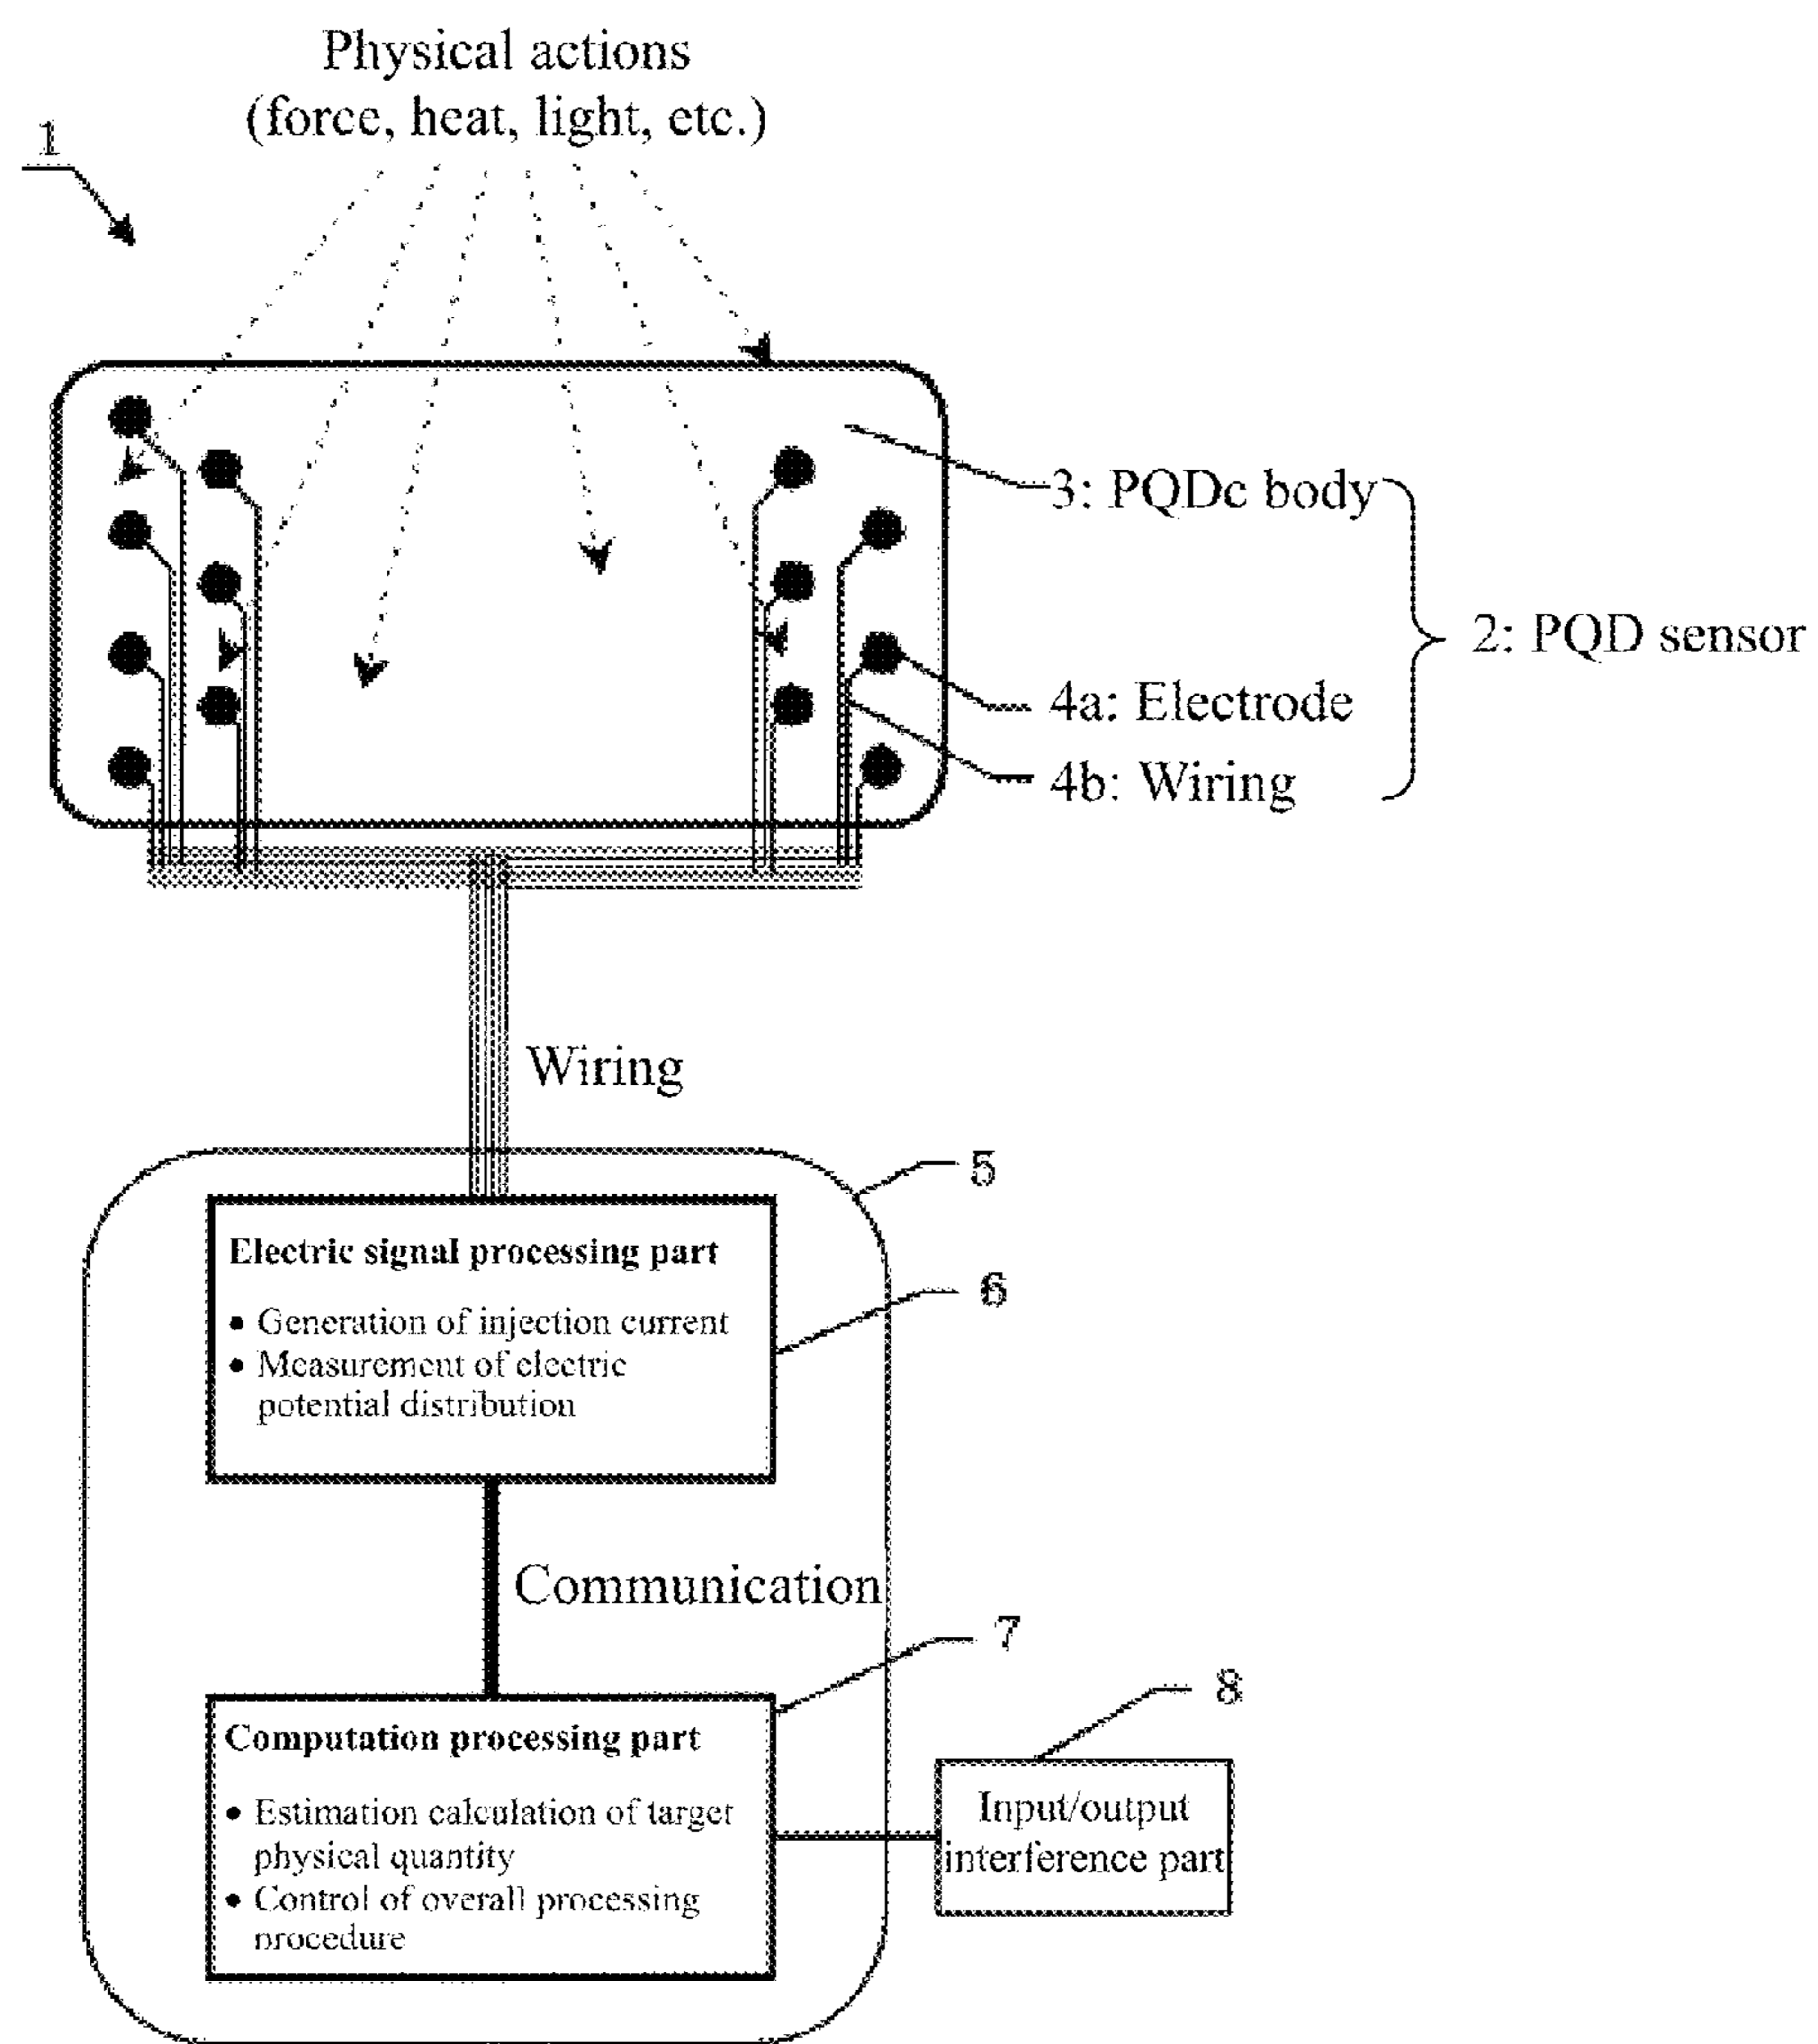 Physical actions
(force, heat, light, etc.)
1
3: PQDc body
2: PQD sensor
4a: Electrode
4b: Wiring
Wiring
5
Electric signal processing part
6
• Generation of injection current
• Measurement of electric
potential distribution
Communication
7
8
Computation processing part
• Estimation calculation of target
physical quantity
• Control of overall processing
procedure
Input/output
interference part